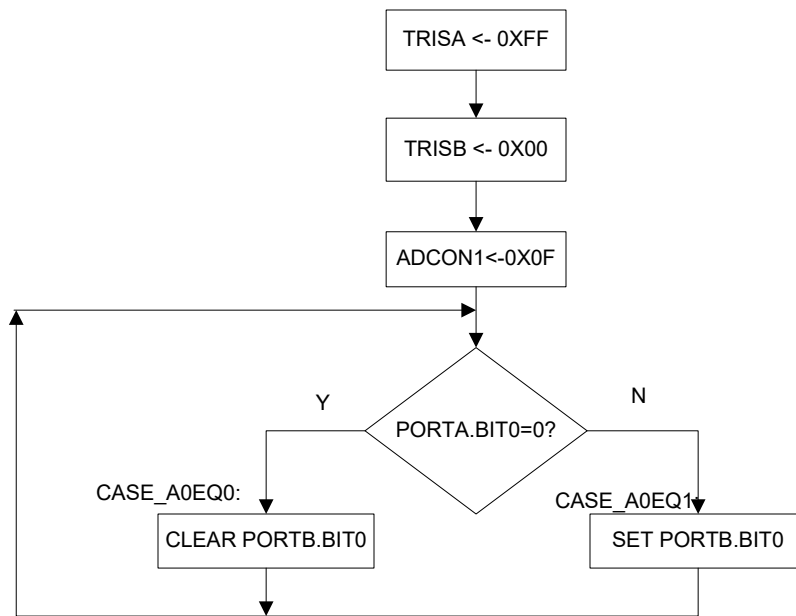 TRISA <- 0XFF
TRISB <- 0X00
ADCON1<-0X0F
Y
N
PORTA.BIT0=0?
CASE_A0EQ0:
CASE_A0EQ1:
CLEAR PORTB.BIT0
SET PORTB.BIT0